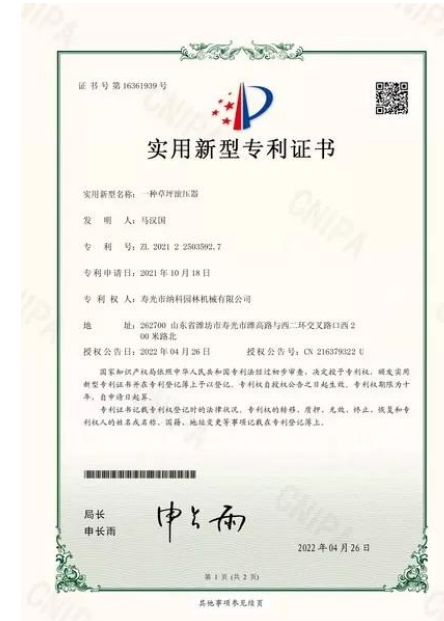 证书号第16361939号
实用新型专利证书
实用新型名称：一种草坪滚压器
发 明 人：马汉国
专 利 号：ZL 2021 2 2503592.7
专利申请日：2021年10月18日
专 利 权 人：寿光市纳科园林机械有限公司
地 址：262700 山东省潍坊市寿光市潍高路与西二环交叉路口西2
00米路北
授权公告日：2022年04月26日 授权公告号：CN 216379322 U
国家知识产权局依照中华人民共和国专利法经过初步审查，决定授予专利权，颁发实用
新型专利证书并在专利登记簿上予以登记。专利权自授权公告之日起生效。专利权期限为十
年，自申请日起算。
专利证书记载专利权登记时的法律状况。专利权的转移、质押、无效、终止、恢复和专
利权人的姓名或名称、国籍、地址变更等事项记载在专利登记簿上。
局长
申长雨
申长雨
2022年04月26日
第 1 页 (共 2 页)
其他事项参见续页
CNIPA